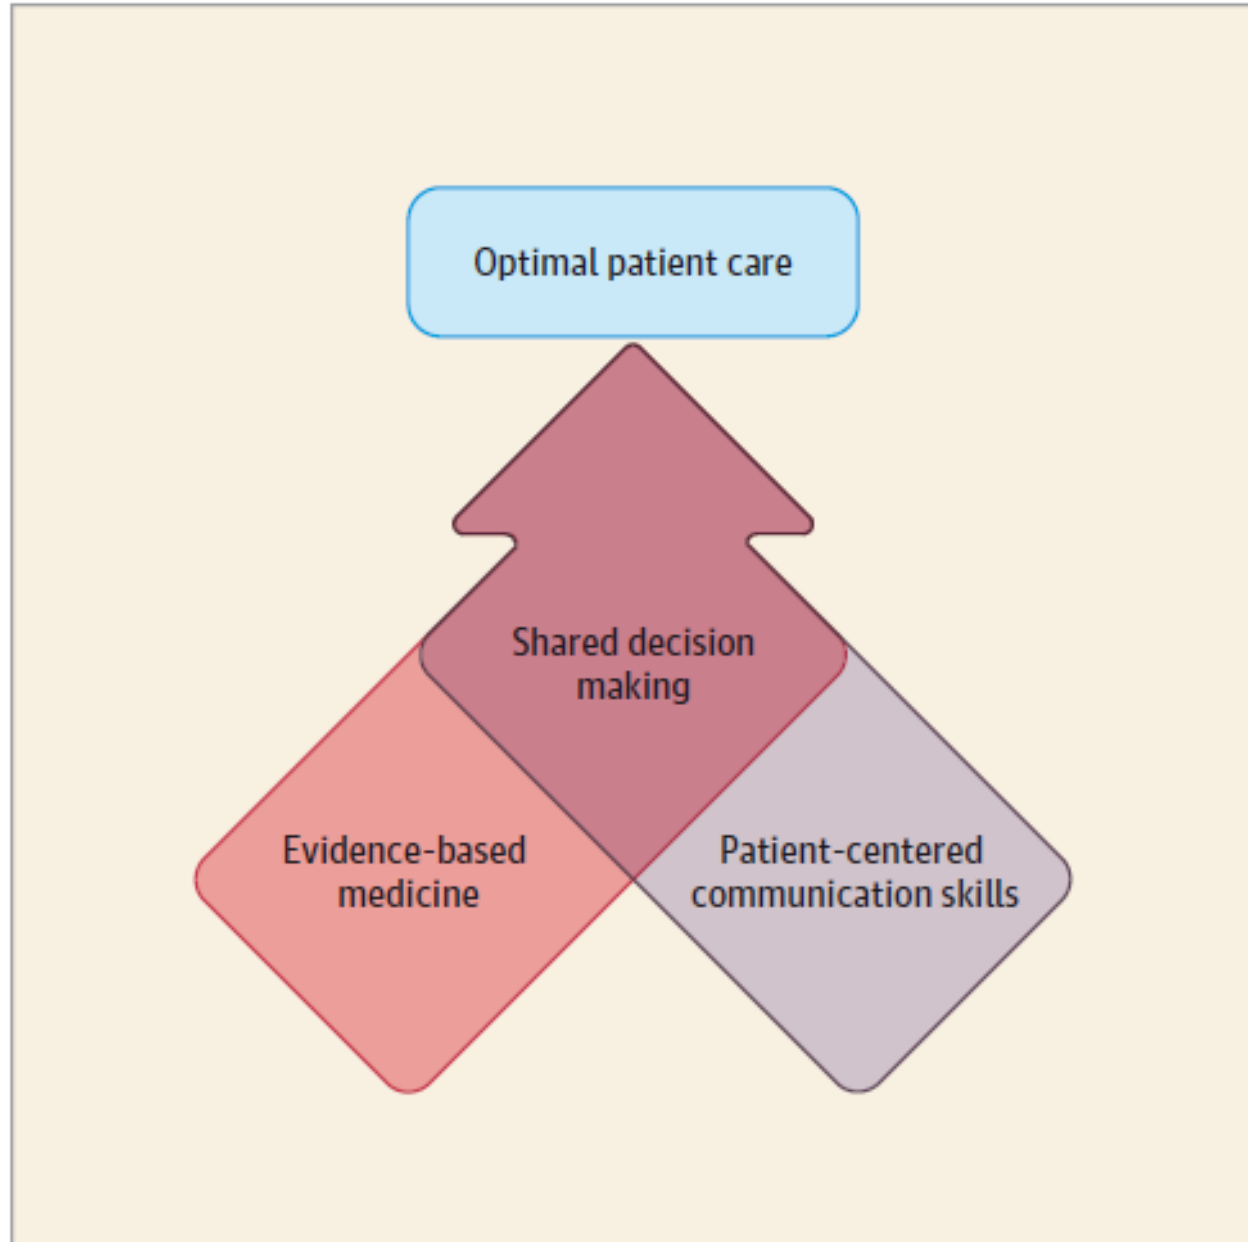 Optimal patient care
Shared decision
making
Evidence-based
medicine
Patient-centered
communication skills